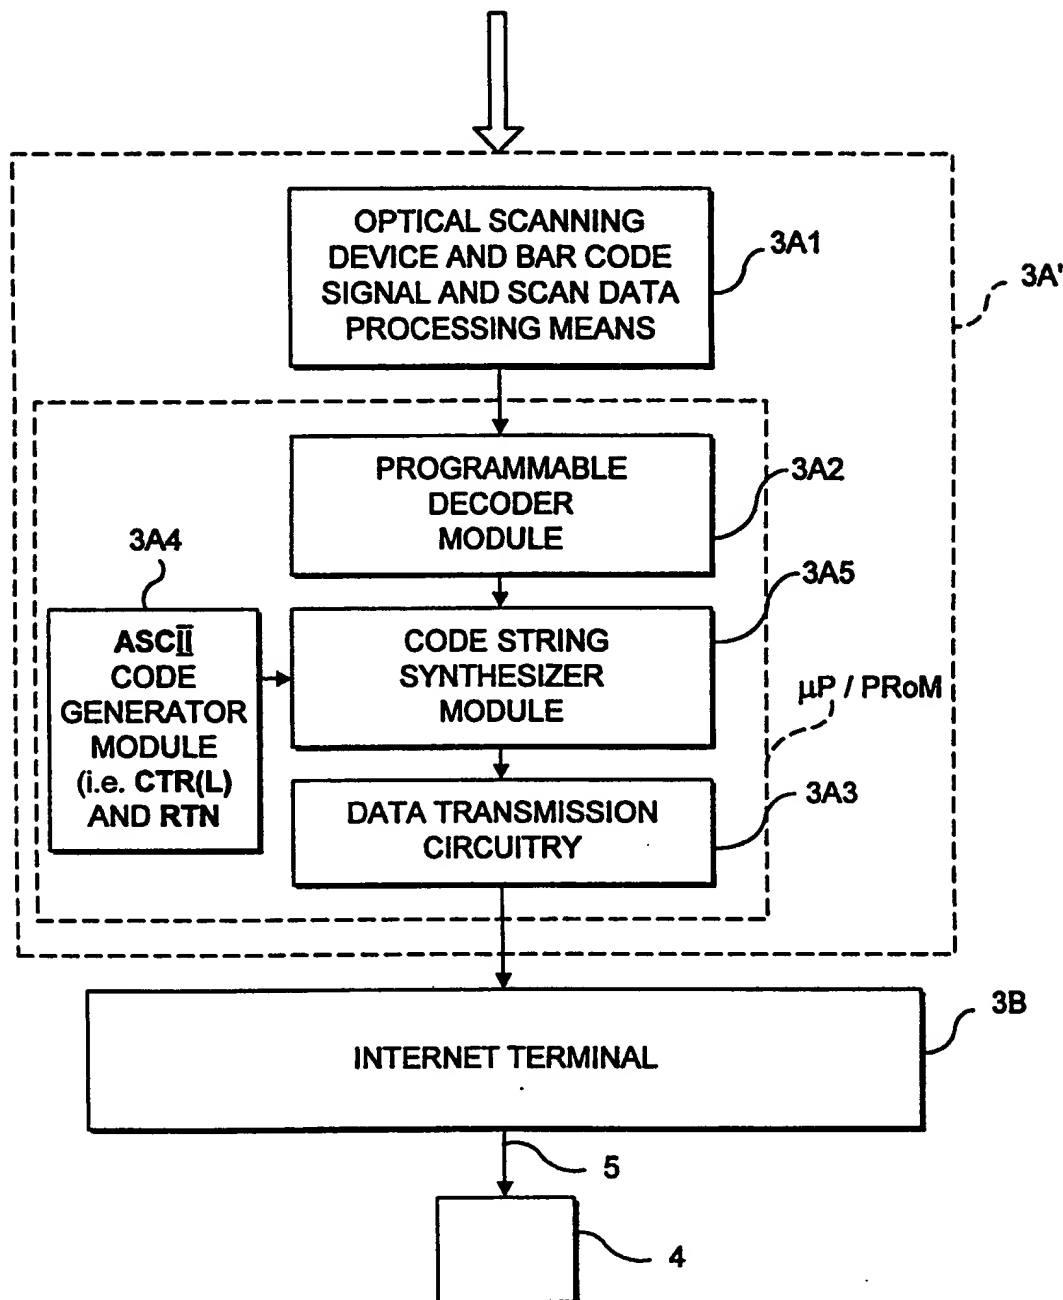 OPTICAL SCANNING
DEVICE AND BAR CODE
SIGNAL AND SCAN DATA
PROCESSING MEANS
3A1
3A'
PROGRAMMABLE
DECODER
MODULE
3A2
3A4
3A5
ASCII
CODE
GENERATOR
MODULE
(i.e. CTR(L)
AND RTN
CODE STRING
SYNTHESIZER
MODULE
μP / PRoM
DATA TRANSMISSION
CIRCUITRY
3A3
INTERNET TERMINAL
3B
5
4